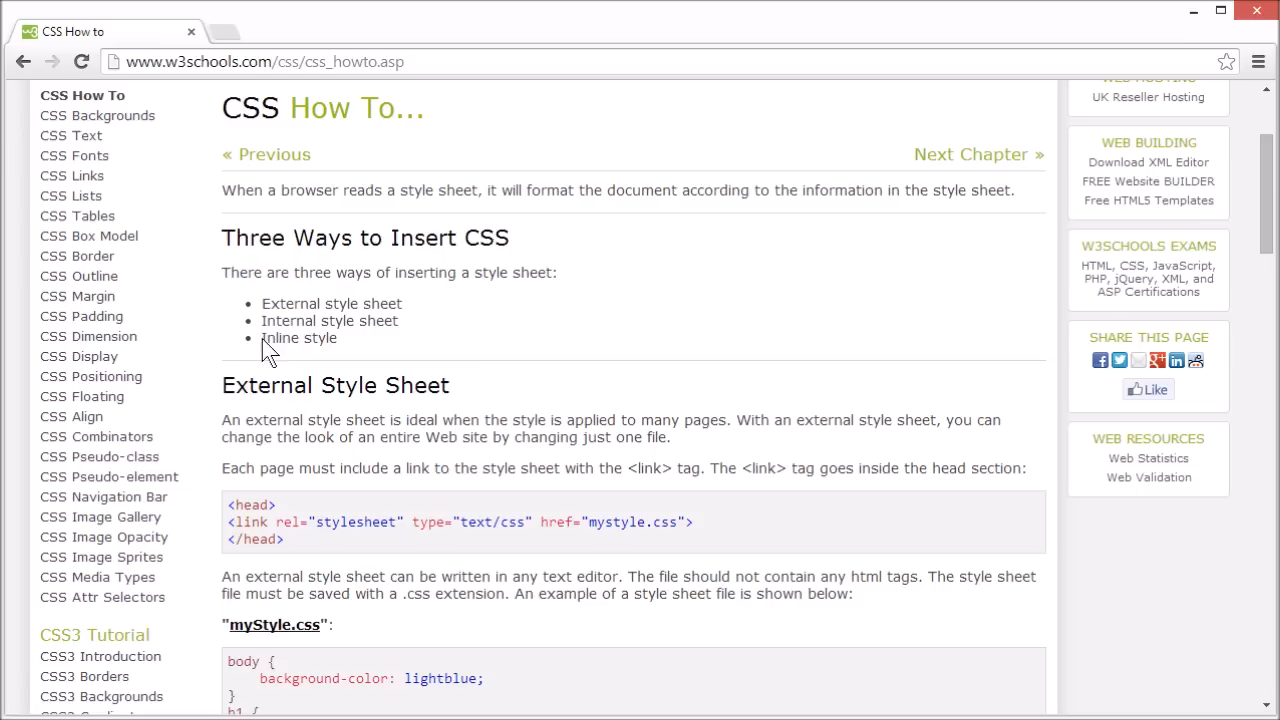 CSS How to
www.w3schools.com/css/css_howto.asp
CSS How To
CSS Backgrounds
CSS Text
CSS Fonts
CSS Links
CSS Lists
CSS Tables
CSS Box Model
CSS Border
CSS Outline
CSS Margin
CSS Padding
CSS Dimension
CSS Display
CSS Positioning
CSS Floating
CSS Align
CSS Combinators
CSS Pseudo-class
CSS Pseudo-element
CSS Navigation Bar
CSS Image Gallery
CSS Image Opacity
CSS Image Sprites
CSS Media Types
CSS Attr Selectors
CSS3 Tutorial
CSS3 Introduction
CSS3 Borders
CSS3 Backgrounds
CSS How To...
« Previous
Next Chapter »
When a browser reads a style sheet, it will format the document according to the information in the style sheet.
Three Ways to Insert CSS
There are three ways of inserting a style sheet:
• External style sheet
• Internal style sheet
• Inline style
External Style Sheet
An external style sheet is ideal when the style is applied to many pages. With an external style sheet, you can
change the look of an entire Web site by changing just one file.
Each page must include a link to the style sheet with the <link> tag. The <link> tag goes inside the head section:
<head>
<link rel="stylesheet" type="text/css" href="mystyle.css">
</head>
An external style sheet can be written in any text editor. The file should not contain any html tags. The style sheet
file must be saved with a .css extension. An example of a style sheet file is shown below:
"myStyle.css":
body {
background-color: lightblue;
}
h1 {
WEB HOSTING
UK Reseller Hosting
WEB BUILDING
Download XML Editor
FREE Website BUILDER
Free HTML5 Templates
W3SCHOOLS EXAMS
HTML, CSS, JavaScript,
PHP, jQuery, XML, and
ASP Certifications
SHARE THIS PAGE
Like
WEB RESOURCES
Web Statistics
Web Validation